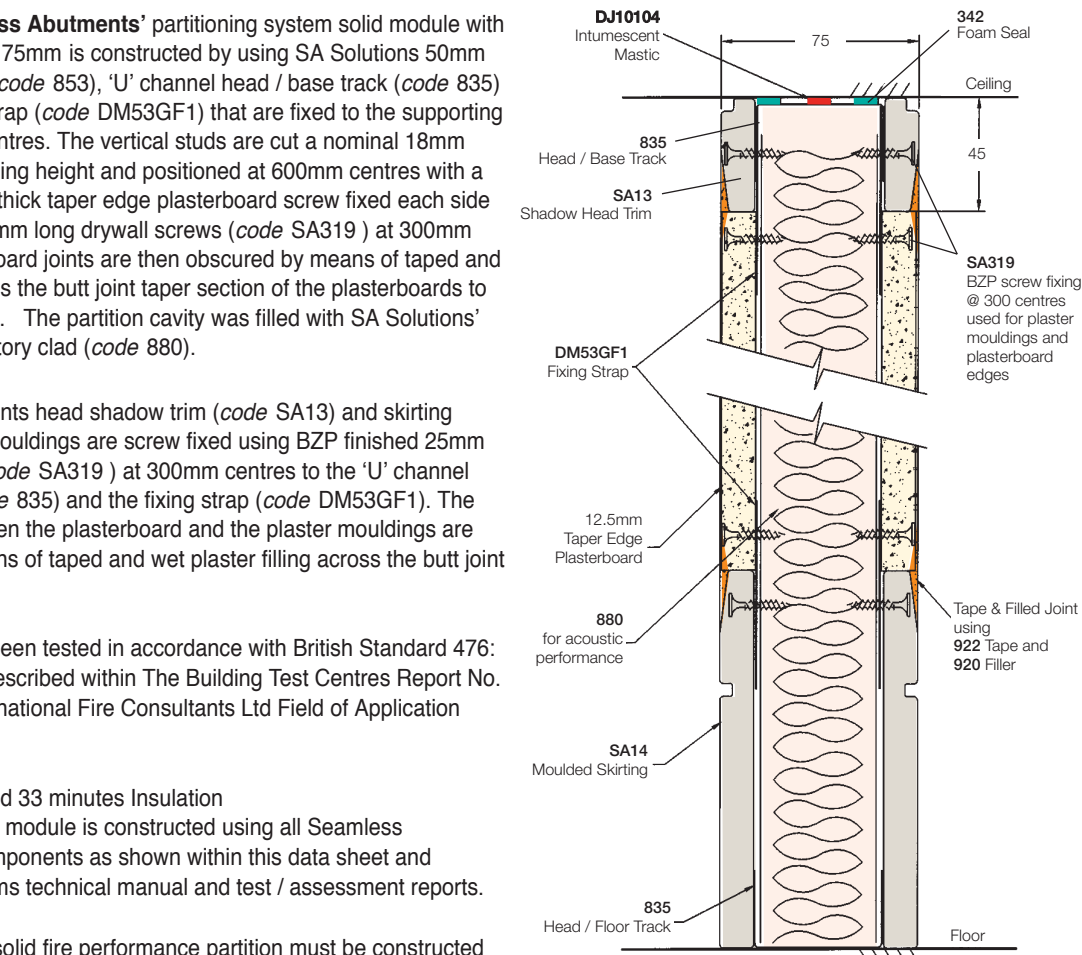 ss Abutments’ partitioning system solid module with
75mm is constructed by using SA Solutions 50mm
code 853), ‘U’ channel head / base track (code 835)
rap (code DM53GF1) that are fixed to the supporting
ntres. The vertical studs are cut a nominal 18mm
ing height and positioned at 600mm centres with a
thick taper edge plasterboard screw fixed each side
mm long drywall screws (code SA319 ) at 300mm
board joints are then obscured by means of taped and
s the butt joint taper section of the plasterboards to
. The partition cavity was filled with SA Solutions’
tory clad (code 880).
nts head shadow trim (code SA13) and skirting
ouldings are screw fixed using BZP finished 25mm
ode SA319 ) at 300mm centres to the ‘U’ channel
e 835) and the fixing strap (code DM53GF1). The
en the plasterboard and the plaster mouldings are
ns of taped and wet plaster filling across the butt joint
een tested in accordance with British Standard 476:
escribed within The Building Test Centres Report No.
national Fire Consultants Ltd Field of Application
d 33 minutes Insulation
module is constructed using all Seamless
mponents as shown within this data sheet and
ms technical manual and test / assessment reports.
solid fire performance partition must be constructed
DJ10104
Intumescent
Mastic
75
342
Foam Seal
Ceiling
45
835
Head / Base Track
SA13
Shadow Head Trim
SA319
BZP screw fixing
@ 300 centres
used for plaster
mouldings and
plasterboard
edges
DM53GF1
Fixing Strap
12.5mm
Taper Edge
Plasterboard
880
for acoustic
performance
Tape & Filled Joint
using
922 Tape and
920 Filler
SA14
Moulded Skirting
835
Head / Floor Track
Floor